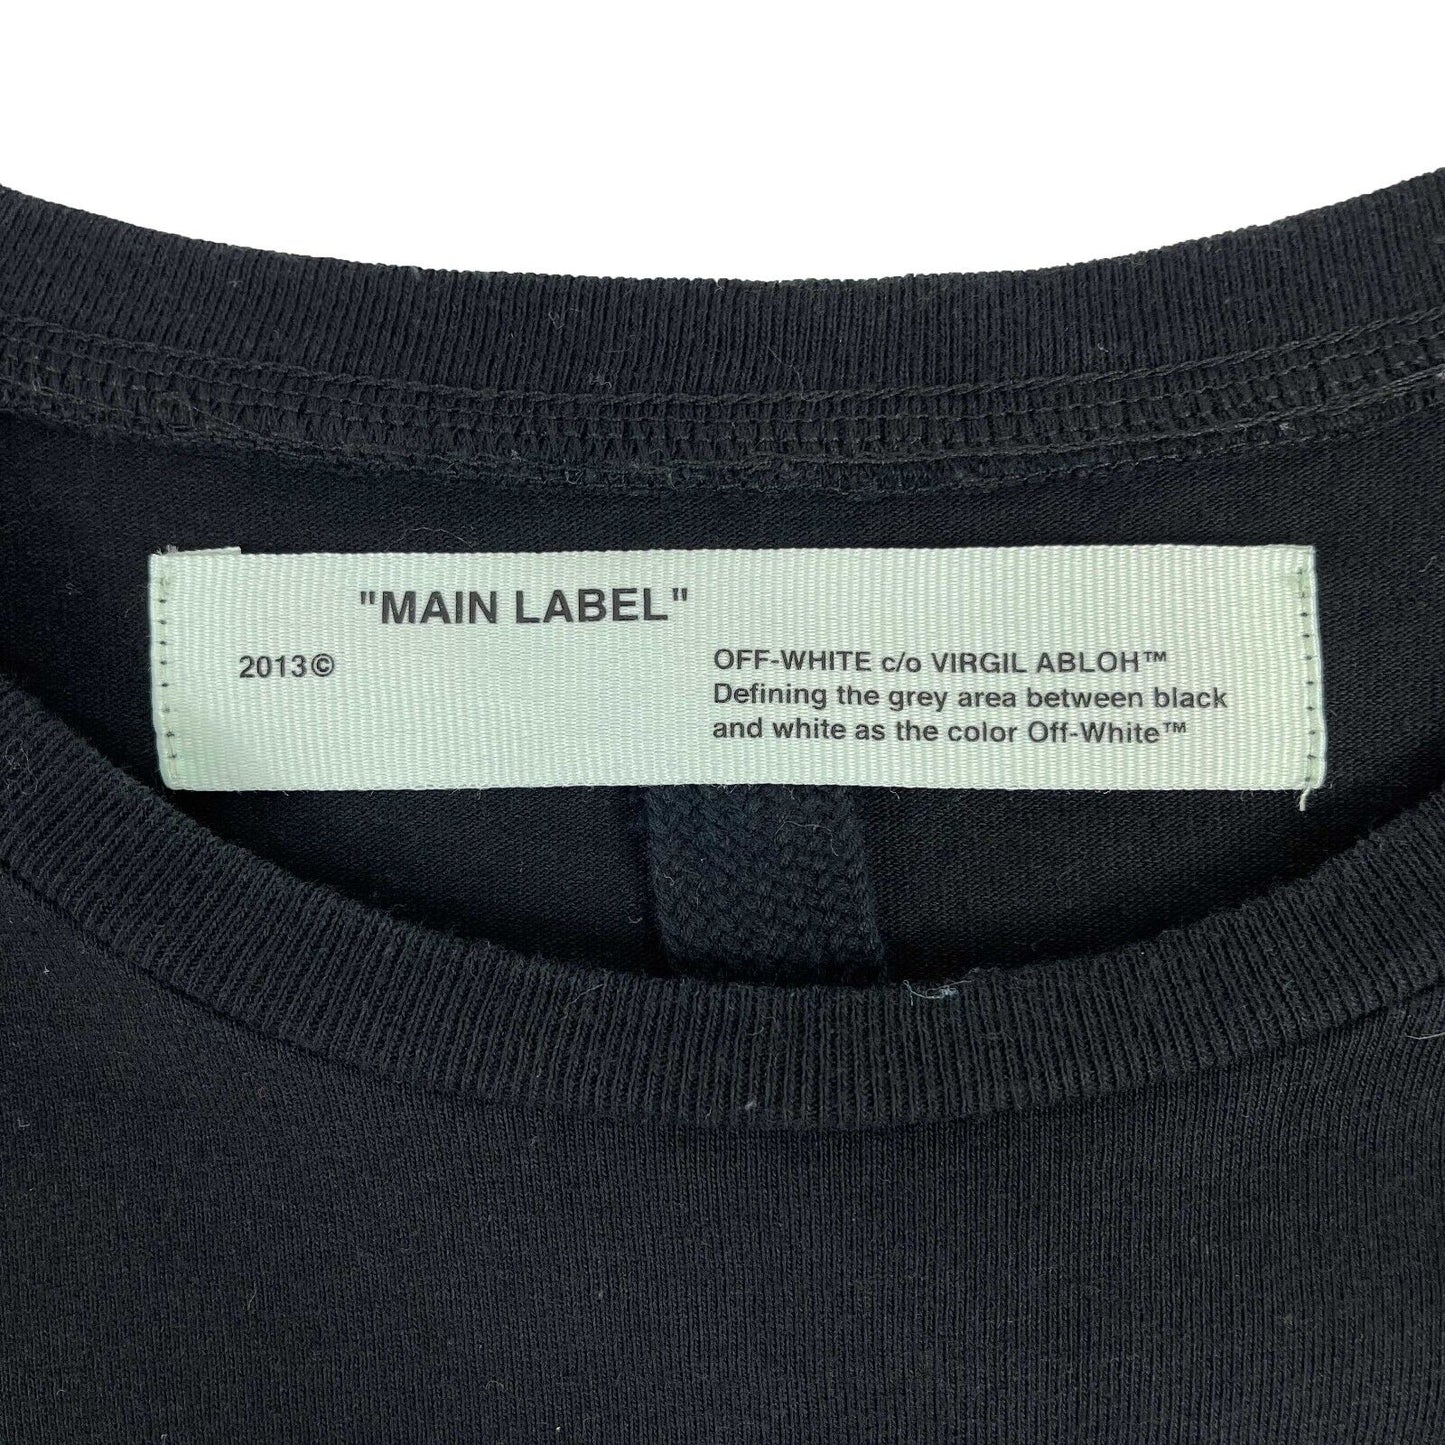 "MAIN LABEL"
2013©
OFF-WHITE c/o VIRGIL ABLOH™
Defining the grey area between black
and white as the color Off-White™